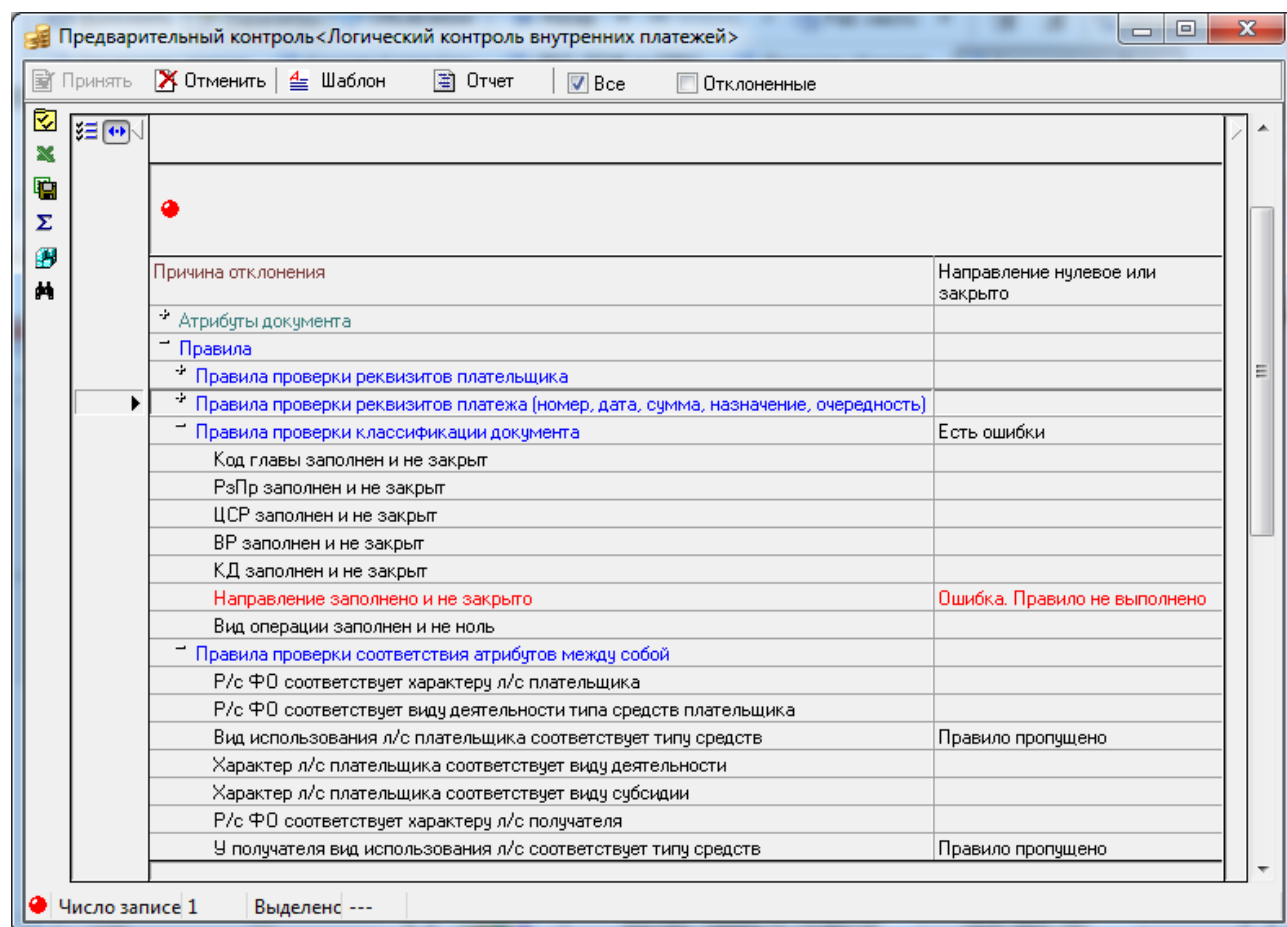 Предварительный контроль<Логический контроль внутренних платежей>
Принять Отменить Шаблон Отчет Все Отклоненные
Причина отклонения Направление нулевое или
закрыто
Атрибуты документа
Правила
Правила проверки реквизитов плательщика
Правила проверки реквизитов платежа (номер, дата, сумма, назначение, очередность)
Правила проверки классификации документа Есть ошибки
Код главы заполнен и не закрыт
РзПр заполнен и не закрыт
ЦСР заполнен и не закрыт
ВР заполнен и не закрыт
КД заполнен и не закрыт
Направление заполнено и не закрыто Ошибка. Правило не выполнено
Вид операции заполнен и не ноль
Правила проверки соответствия атрибутов между собой
Р/с ФО соответствует характеру л/с плательщика
Р/с ФО соответствует виду деятельности типа средств плательщика
Вид использования л/с плательщика соответствует типу средств Правило пропущено
Характер л/с плательщика соответствует виду деятельности
Характер л/с плательщика соответствует виду субсидии
Р/с ФО соответствует характеру л/с получателя
У получателя вид использования л/с соответствует типу средств Правило пропущено
Число записе 1 Выделенс ---